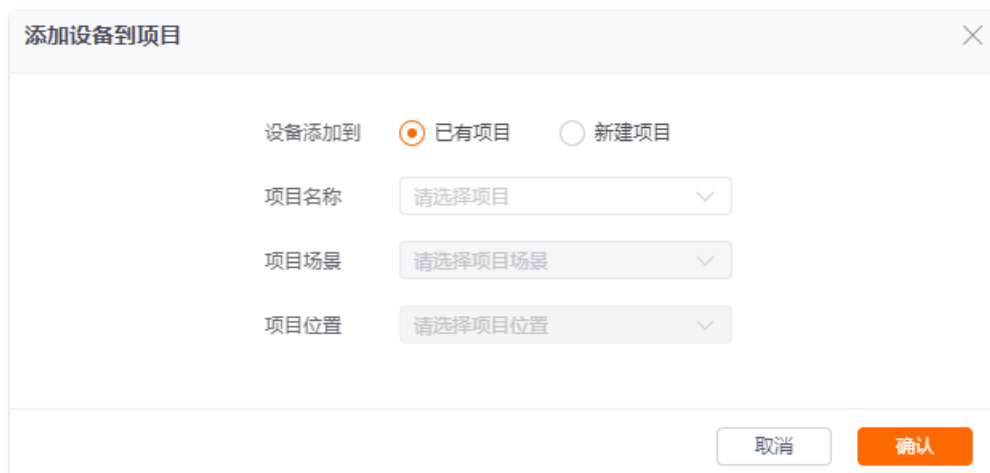 添加设备到项目
设备添加到 已有项目 新建项目
项目名称 请选择项目
项目场景 请选择项目场景
项目位置 请选择项目位置
取消 确认